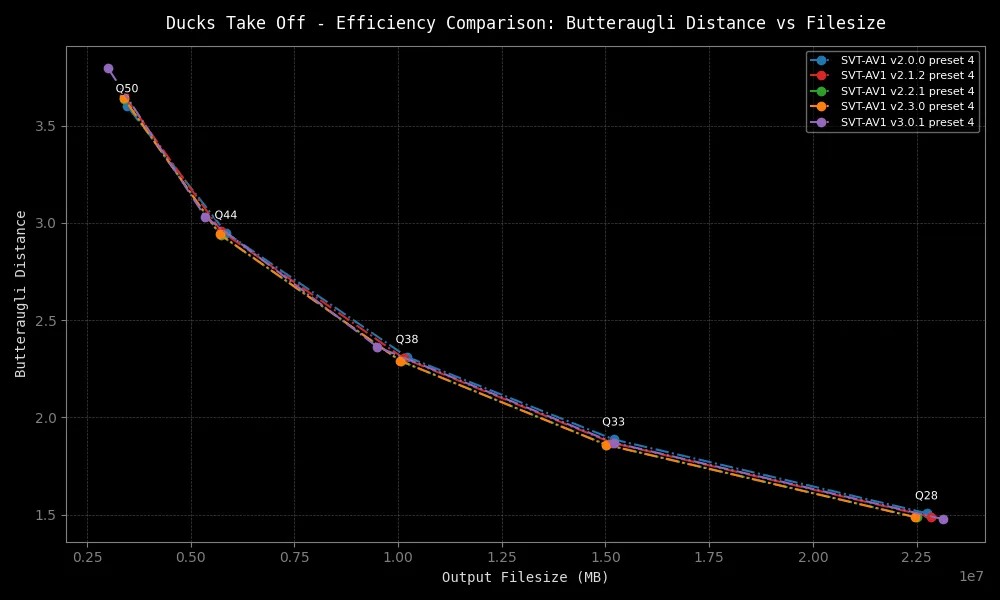 Ducks Take Off - Efficiency Comparison: Butteraugli Distance vs Filesize
SVT-AV1 v2.0.0 preset 4
SVT-AV1 v2.1.2 preset 4
SVT-AV1 v2.2.1 preset 4
SVT-AV1 v2.3.0 preset 4
SVT-AV1 v3.0.1 preset 4
Q50
Q44
Q38
Q33
Q28
3.5
3.0
2.5
2.0
1.5
Butteraugli Distance
0.25
0.50
0.75
1.00
1.25
1.50
1.75
2.00
2.25
1e7
Output Filesize (MB)